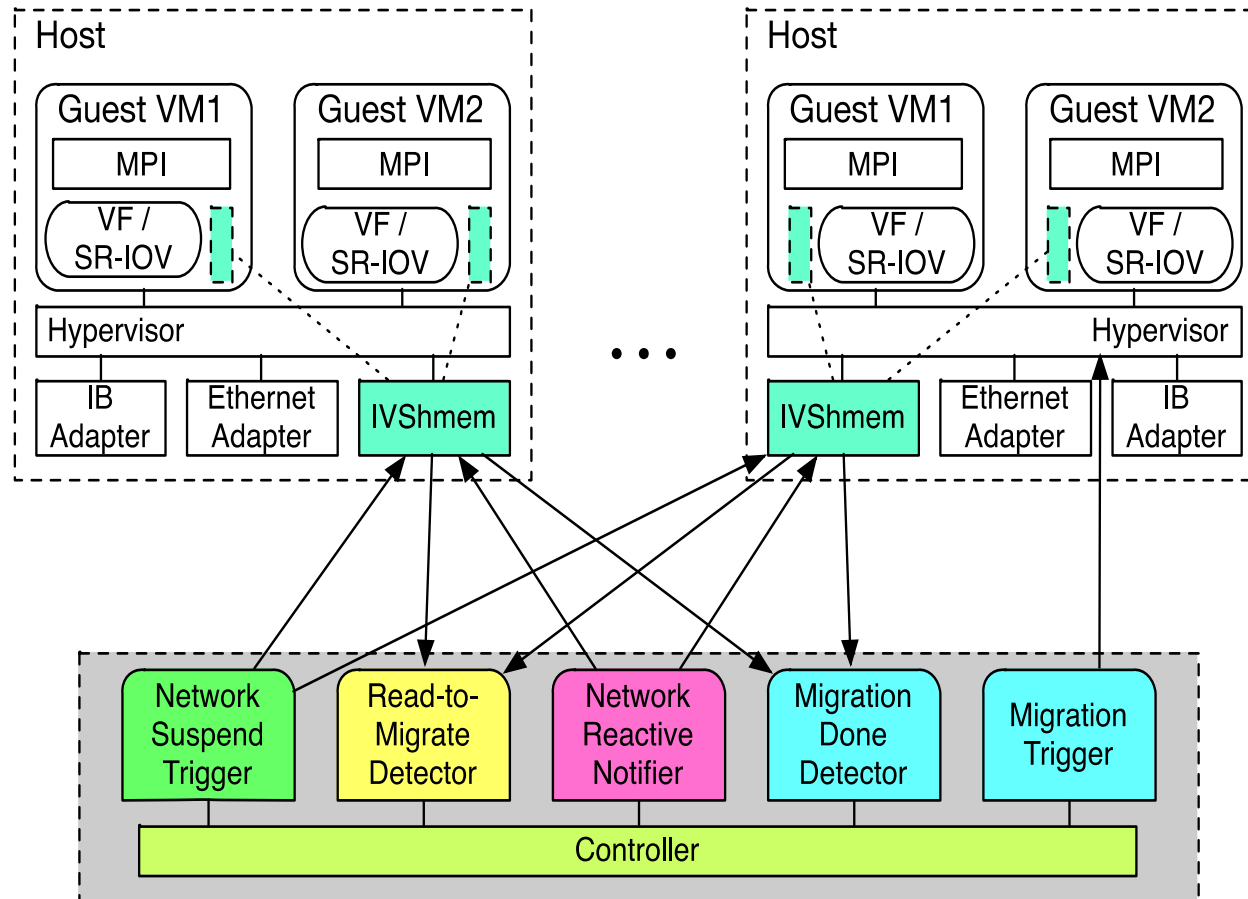 Host
Guest VM1
MPI
VF /
SR-IOV
Guest VM2
MPI
VF /
SR-IOV
Hypervisor
IB
Adapter
Ethernet
Adapter
IVShmem
...
Host
Guest VM1
MPI
VF /
SR-IOV
Guest VM2
MPI
VF /
SR-IOV
Hypervisor
IVShmem
Ethernet
Adapter
IB
Adapter
Network
Suspend
Trigger
Read-to-
Migrate
Detector
Network
Reactive
Notifier
Migration
Done
Detector
Migration
Trigger
Controller